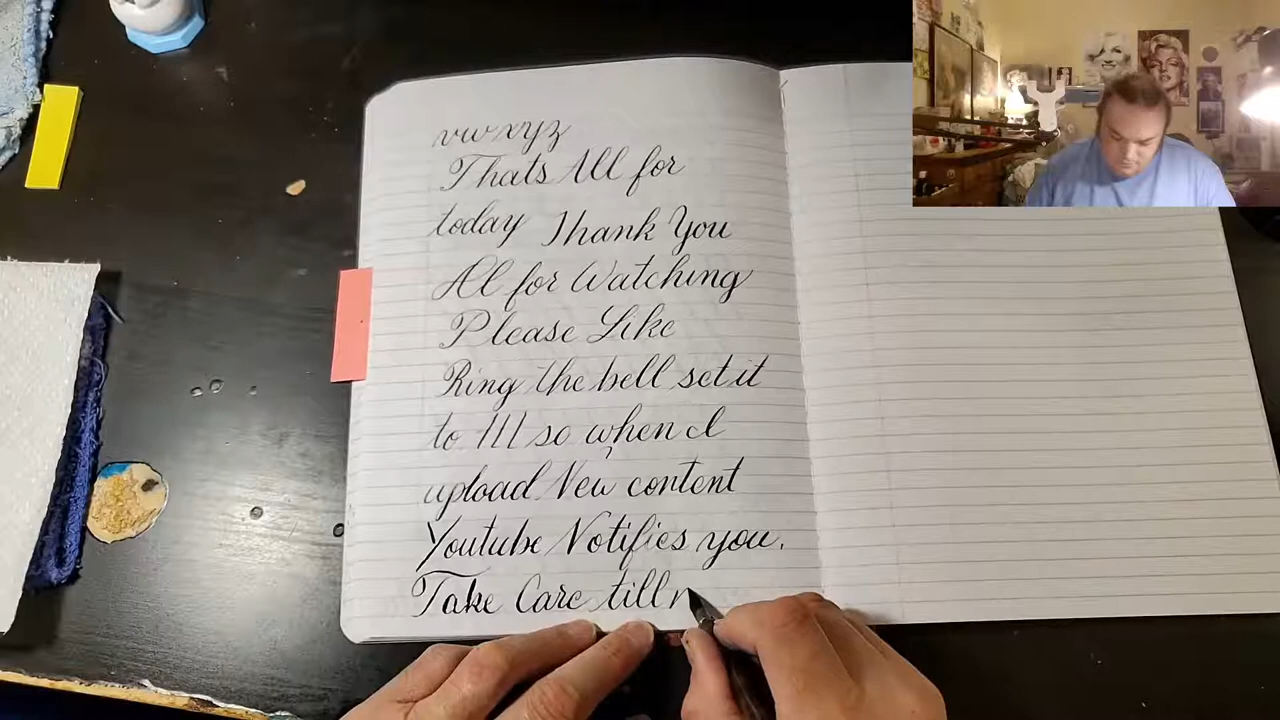 vwxyz
Thats All for
today Thank You
All for Watching
Please Like
Ring the bell set it
to All so when I
upload New content
Youtube Notifies you.
Take Care till n